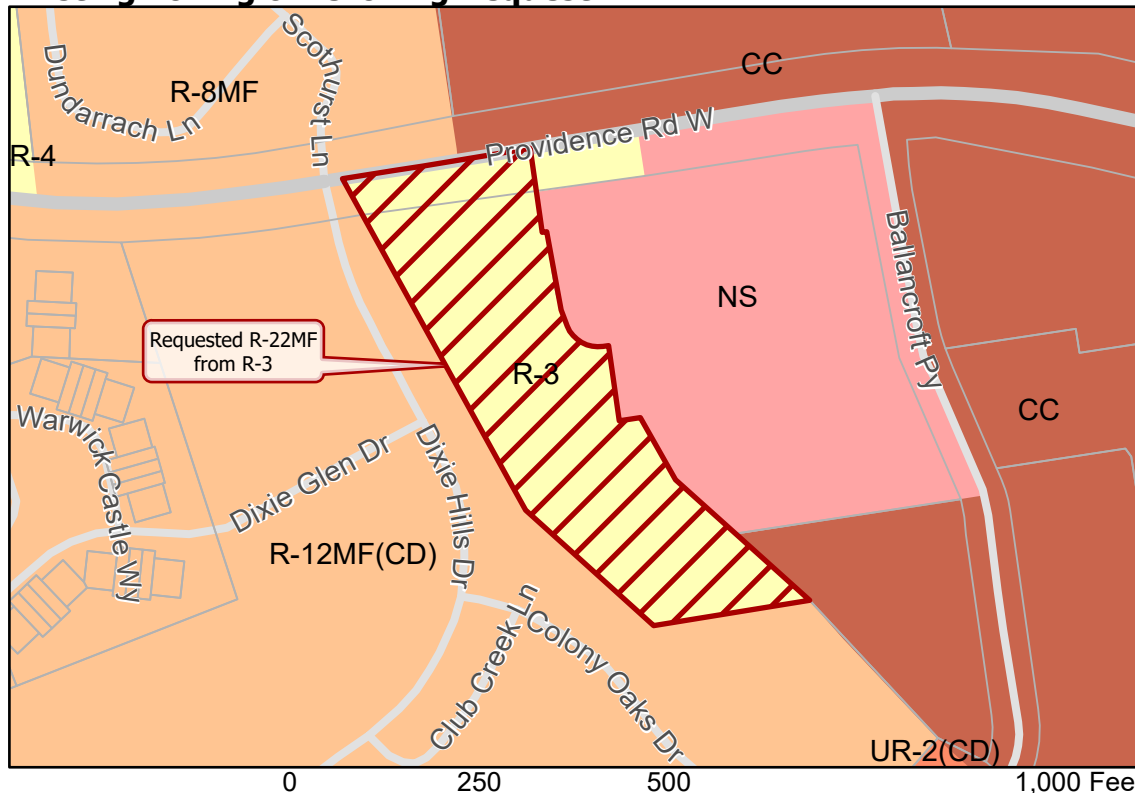 Scothurst Ln
CC
Dundarrach Ln
R-8MF
Providence Rd W
R-4
Ballancroft Py
NS
Requested R-22MF
from R-3
R-3
CC
Warwick Castle Wy
Dixie Glen Dr
Dixie Hills Dr
R-12MF(CD)
Club Creek Ln
Colony Oaks Dr
UR-2(CD)
0 250 500 1,000 Fee